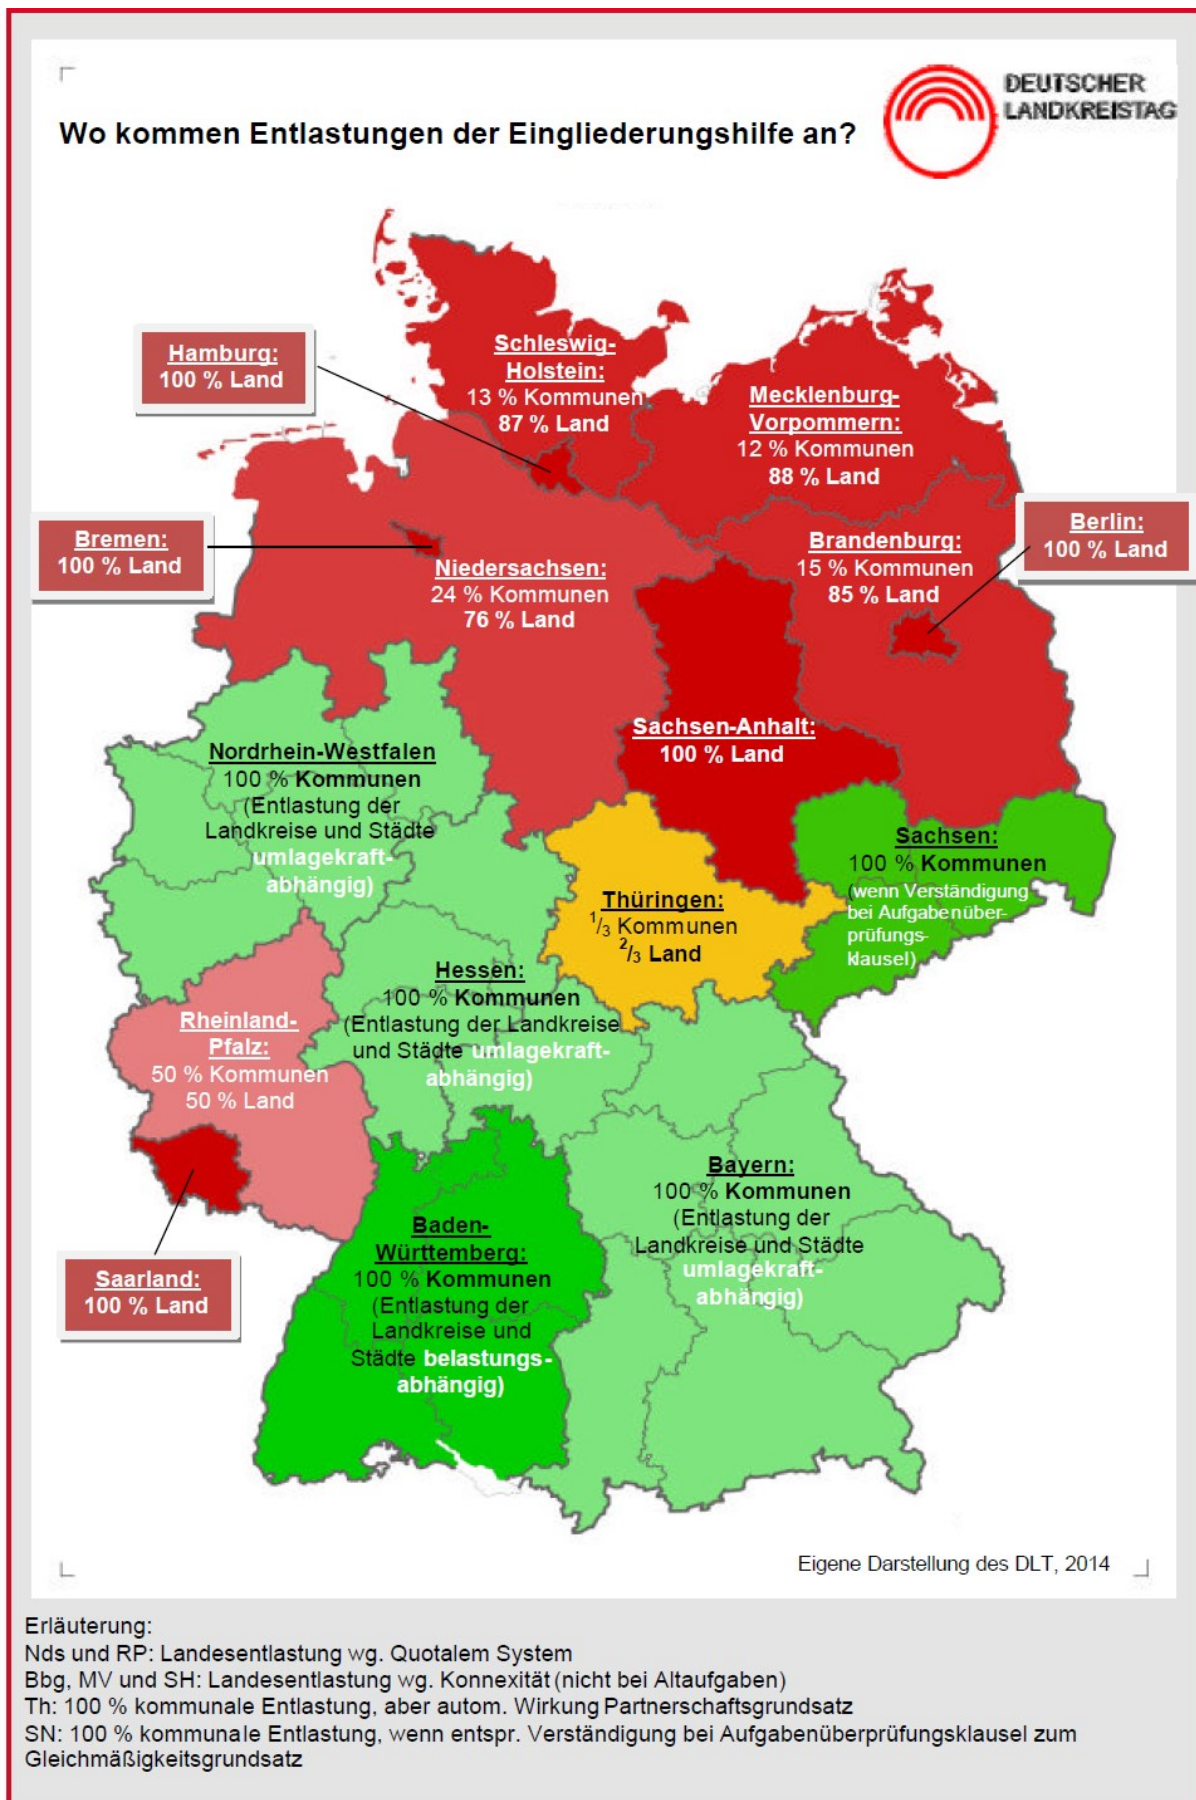 DEUTSCHER
LANDKREISTAG
Wo kommen Entlastungen der Eingliederungshilfe an?
Hamburg:
100 % Land
Schleswig-
Holstein:
13 % Kommunen
87 % Land
Mecklenburg-
Vorpommern:
12 % Kommunen
88 % Land
Bremen:
100 % Land
Niedersachsen:
24 % Kommunen
76 % Land
Brandenburg:
15 % Kommunen
85 % Land
Berlin:
100 % Land
Sachsen-Anhalt:
100 % Land
Nordrhein-Westfalen
100 % Kommunen
(Entlastung der
Landkreise und Städte
umlagekraft-
abhängig)
Sachsen:
100 % Kommunen
(wenn Verständigung
bei Aufgabenüber-
prüfungs-
klausel)
Thüringen:
1/3 Kommunen
2/3 Land
Hessen:
100 % Kommunen
(Entlastung der Landkreise
und Städte umlagekraft-
abhängig)
Rheinland-
Pfalz:
50 % Kommunen
50 % Land
Saarland:
100 % Land
Baden-
Württemberg:
100 % Kommunen
(Entlastung der
Landkreise und
Städte belastungs-
abhängig)
Bayern:
100 % Kommunen
(Entlastung der
Landkreise und Städte
umlagekraft-
abhängig)
Eigene Darstellung des DLT, 2014
Erläuterung:
Nds und RP: Landesentlastung wg. Quotalem System
Bbg, MV und SH: Landesentlastung wg. Konnexität (nicht bei Altaufgaben)
Th: 100 % kommunale Entlastung, aber autom. Wirkung Partnerschaftsgrundsatz
SN: 100 % kommunale Entlastung, wenn entspr. Verständigung bei Aufgabenüberprüfungsklausel zum
Gleichmäßigkeitsgrundsatz